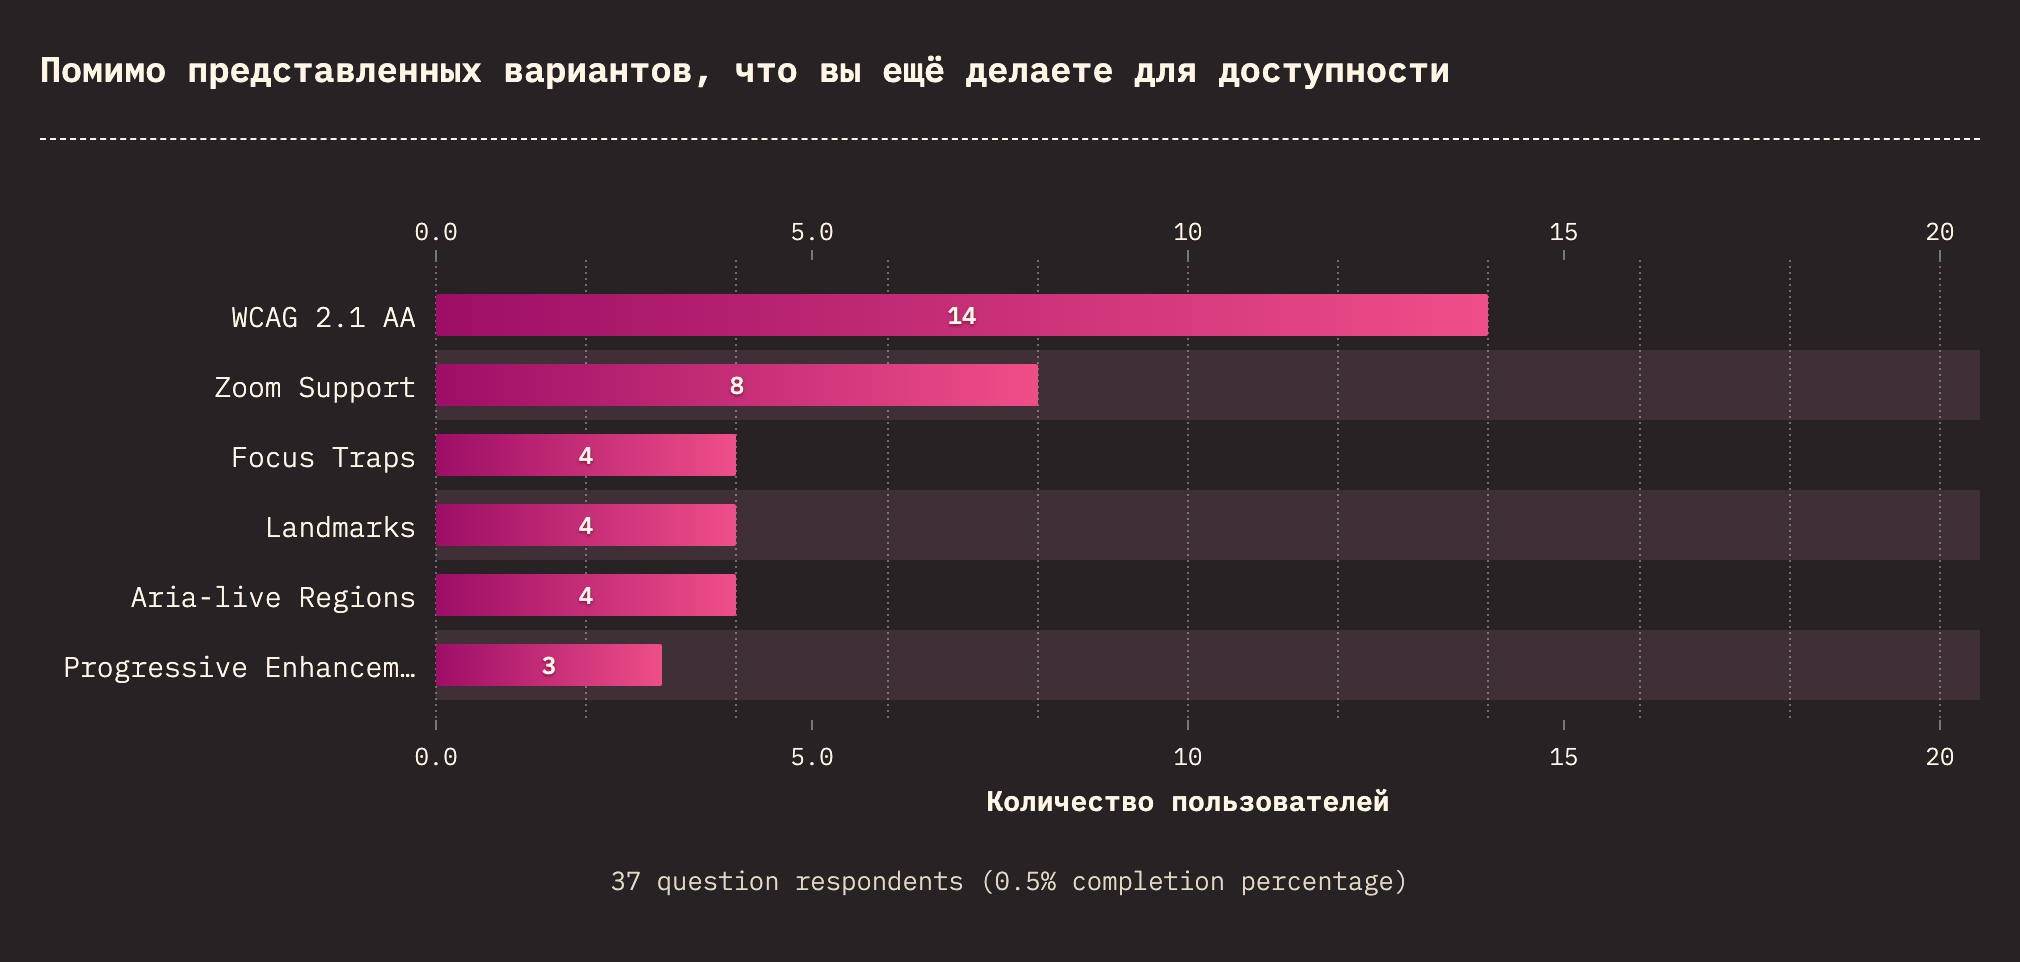 Помимо представленных вариантов, что вы ещё делаете для доступности
0.0 5.0 10 15 20
WCAG 2.1 AA 14
Zoom Support 8
Focus Traps 4
Landmarks 4
Aria-live Regions 4
Progressive Enhancem… 3
0.0 5.0 10 15 20
Количество пользователей
37 question respondents (0.5% completion percentage)